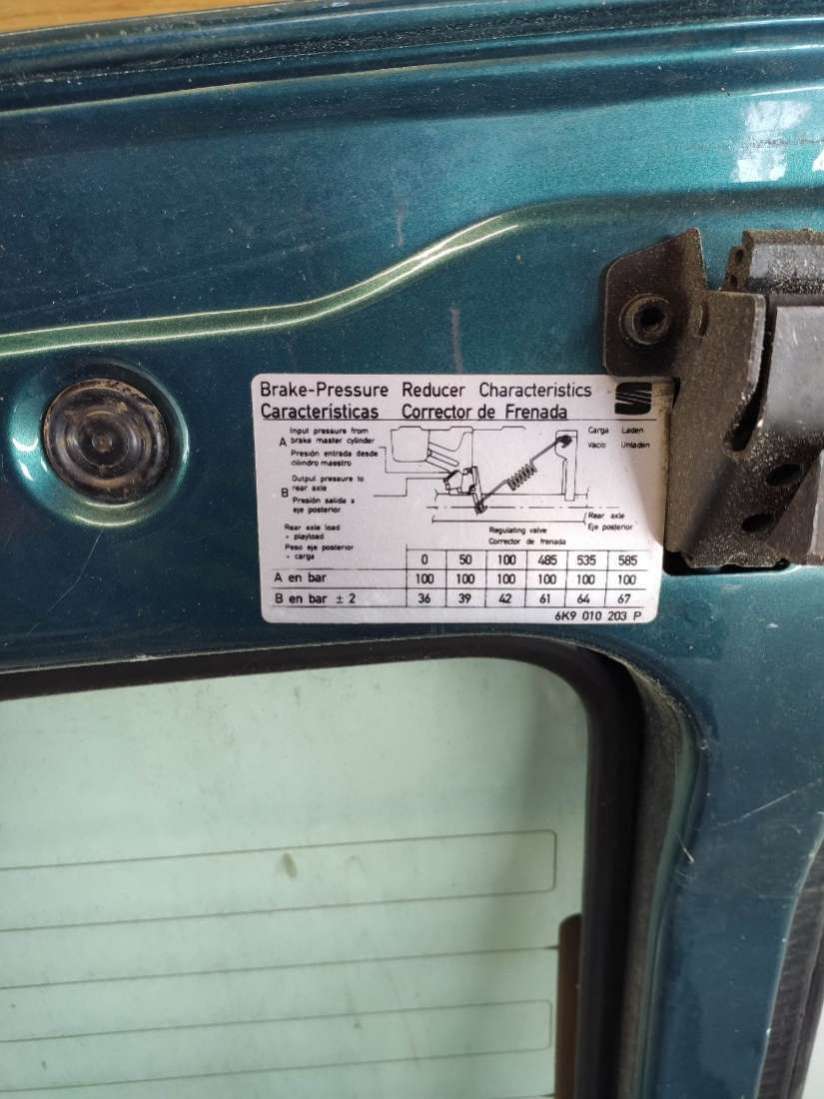 Brake-Pressure Reducer Characteristics
Características Corrector de Frenada
A
Input pressure from
brake master cylinder
Presión entrada desde
cilindro maestro
B
Output pressure to
rear axle
Presión salida a
eje posterior
Carga Laden
Vacío Unladen
Rear axle
Eje posterior
Regulating valve
Corrector de frenada
Rear axle load
+ playload
Peso eje posterior
+ carga
0 50 100 485 535 585
A en bar 100 100 100 100 100 100
B en bar ± 2 36 39 42 61 64 67
6K9 010 203 P